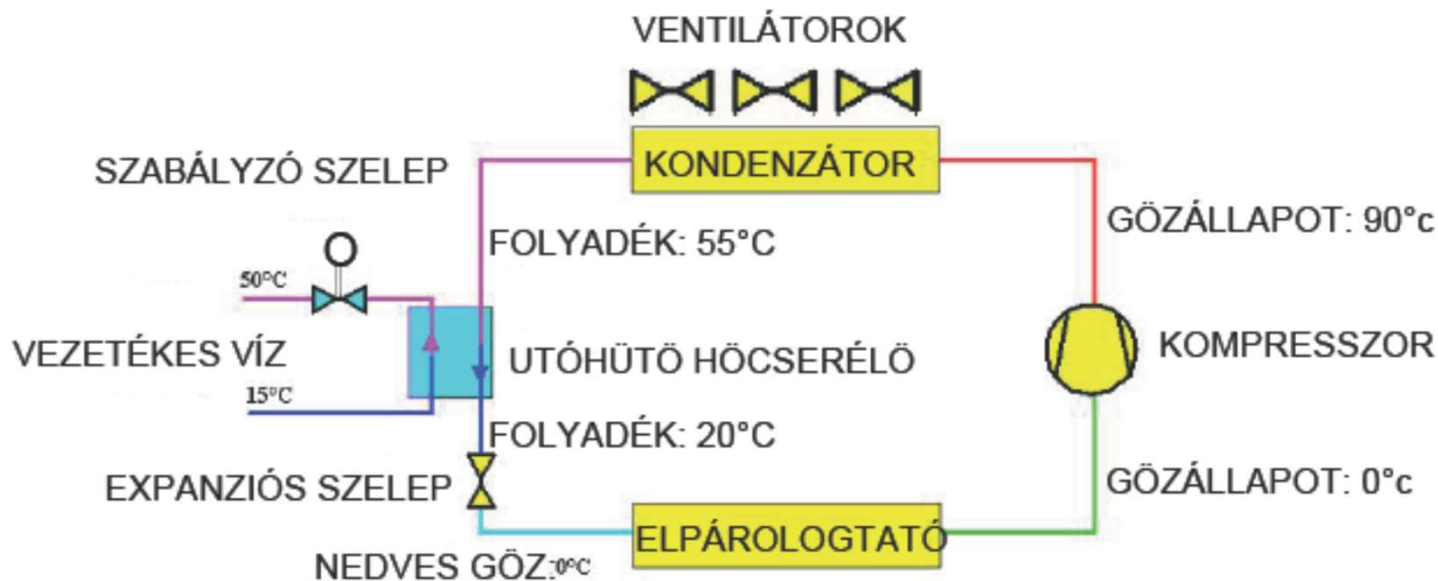 VENTILÁTOROK
KONDENZÁTOR
SZABÁLYZÓ SZELEP
GÖZÁLLAPOT: 90°c
FOLYADÉK: 55°C
50°C
VEZETÉKES VÍZ
UTÓHÜTÖ HÖCSERÉLÖ
KOMPRESSZOR
15°C
FOLYADÉK: 20°C
EXPANZIÓS SZELEP
GÖZÁLLAPOT: 0°c
ELPÁROLOGTATÓ
NEDVES GÖZ:0°C